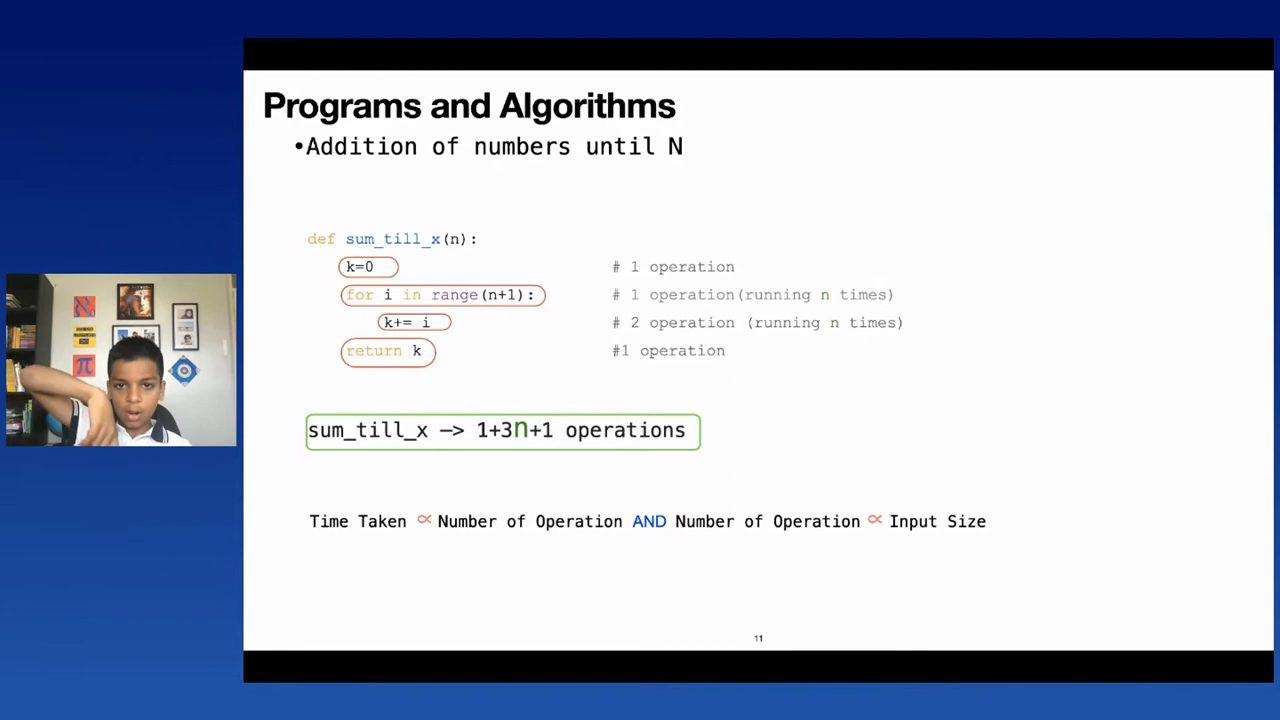 Programs and Algorithms
•Addition of numbers until N
def sum_till_x(n):
k=0 # 1 operation
for i in range(n+1): # 1 operation(running n times)
k+= i # 2 operation (running n times)
return k #1 operation
sum_till_x —> 1+3n+1 operations
Time Taken ∝ Number of Operation AND Number of Operation ∝ Input Size
11
π